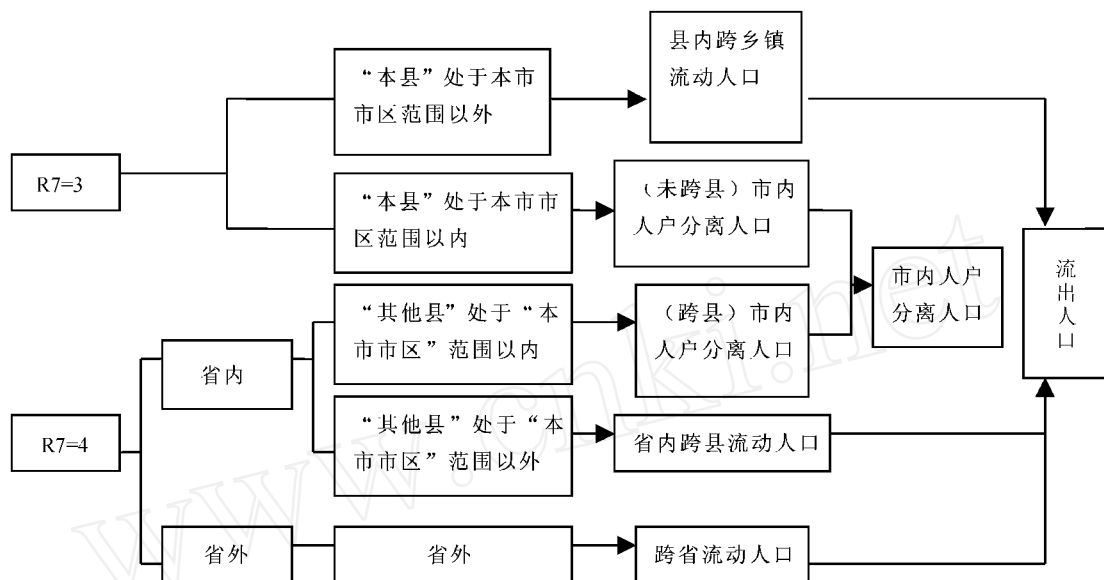 县内跨乡镇
流动人口
“本县”处于本市
市区范围以外
R7=3
“本县”处于本市市
区范围以内
（未跨县）市内
人户分离人口
市内人户
分离人口
流
出
人
口
“其他县”处于“本
市市区”范围以内
（跨县）市内
人户分离人口
省内
R7=4
“其他县”处于“本
市市区”范围以外
省内跨县流动人口
省外
省外
跨省流动人口
www.cnki.net